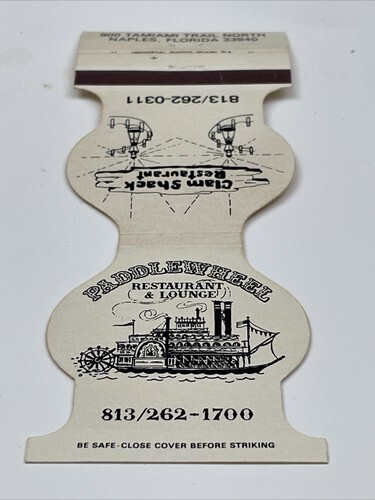 900 TAMIAMI TRAIL NORTH
NAPLES, FLORIDA 33940
813/262-0311
Clam Shack
Restaurant
PADDLEWHEEL
RESTAURANT
& LOUNGE
813/262-1700
BE SAFE-CLOSE COVER BEFORE STRIKING